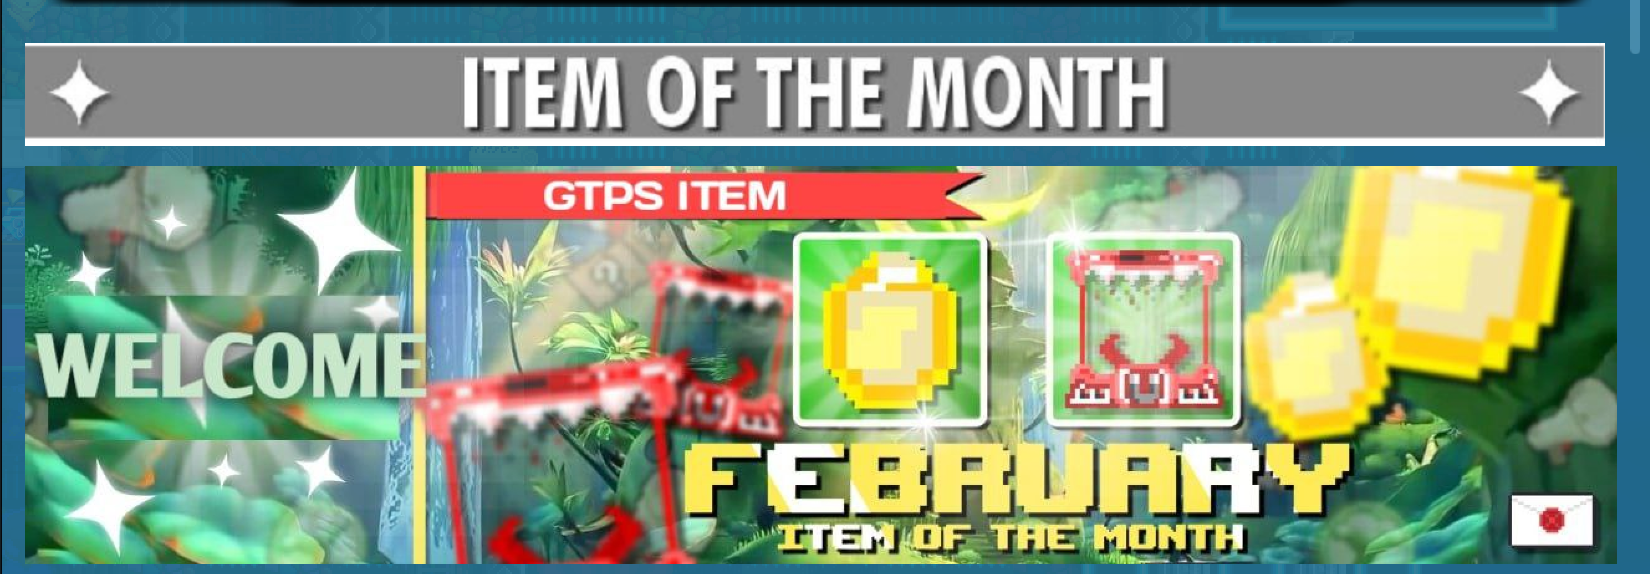 ITEM OF THE MONTH
GTPS ITEM
WELCOME
FEBRUARY
ITEM OF THE MONTH